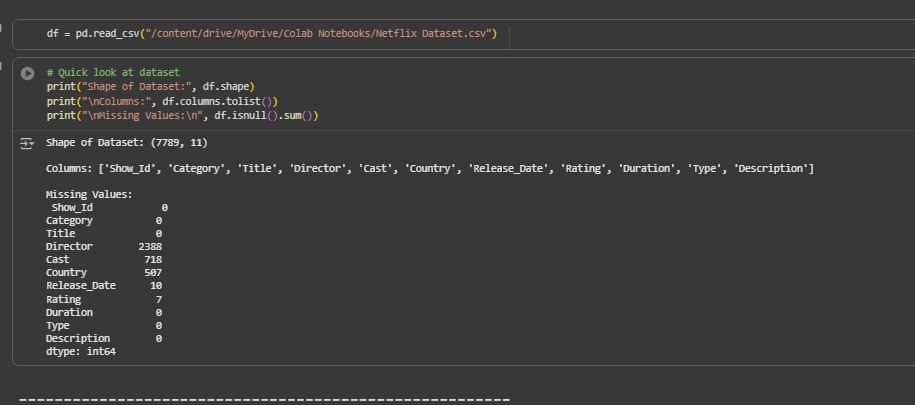 df = pd.read_csv("/content/drive/MyDrive/Colab Notebooks/Netflix Dataset.csv")
# Quick look at dataset
print("Shape of Dataset:", df.shape)
print("\nColumns:", df.columns.tolist())
print("\nMissing Values:\n", df.isnull().sum())
Shape of Dataset: (7789, 11)
Columns: ['Show_Id', 'Category', 'Title', 'Director', 'Cast', 'Country', 'Release_Date', 'Rating', 'Duration', 'Type', 'Description']
Missing Values:
Show_Id 0
Category 0
Title 0
Director 2388
Cast 718
Country 507
Release_Date 10
Rating 7
Duration 0
Type 0
Description 0
dtype: int64